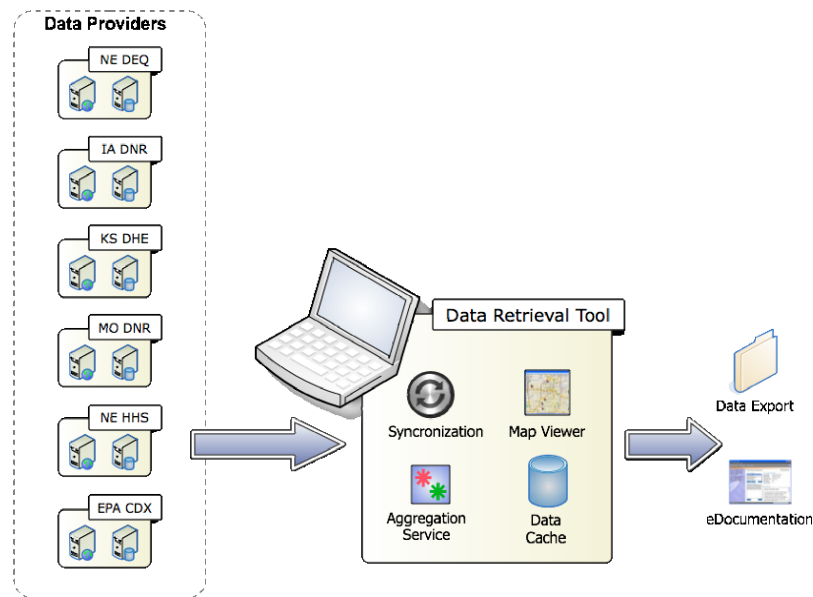 Data Providers
NE DEQ
IA DNR
KS DHE
MO DNR
NE HHS
EPA CDX
Data Retrieval Tool
Syncronization
Map Viewer
Aggregation
Service
Data
Cache
Data Export
eDocumentation